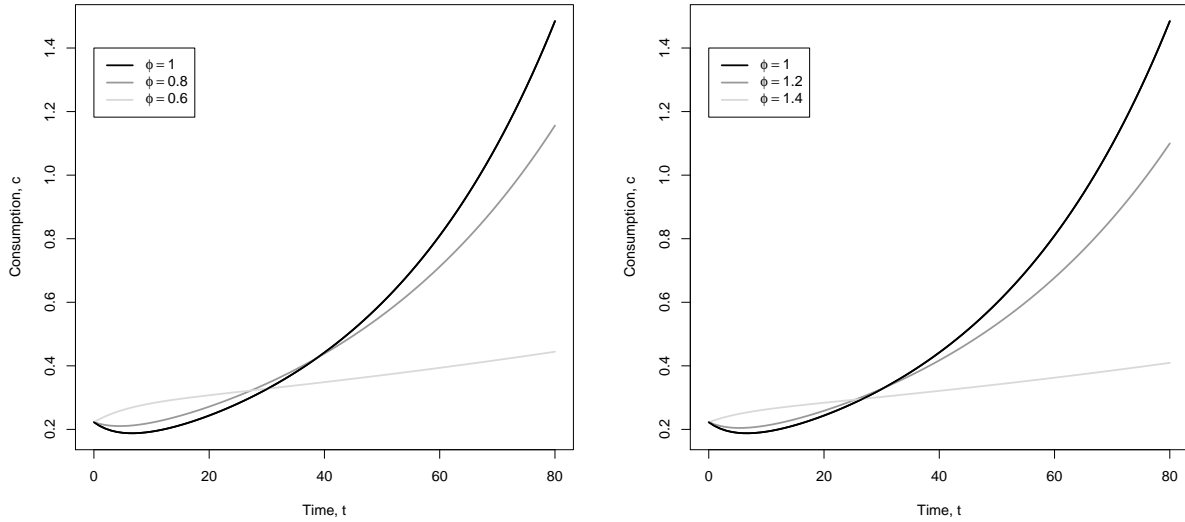 0.2 0.4 0.6 0.8 1.0 1.2 1.4
Consumption, c
ϕ = 1
ϕ = 0.8
ϕ = 0.6
0 20 40 60 80
Time, t
0.2 0.4 0.6 0.8 1.0 1.2 1.4
Consumption, c
ϕ = 1
ϕ = 1.2
ϕ = 1.4
0 20 40 60 80
Time, t